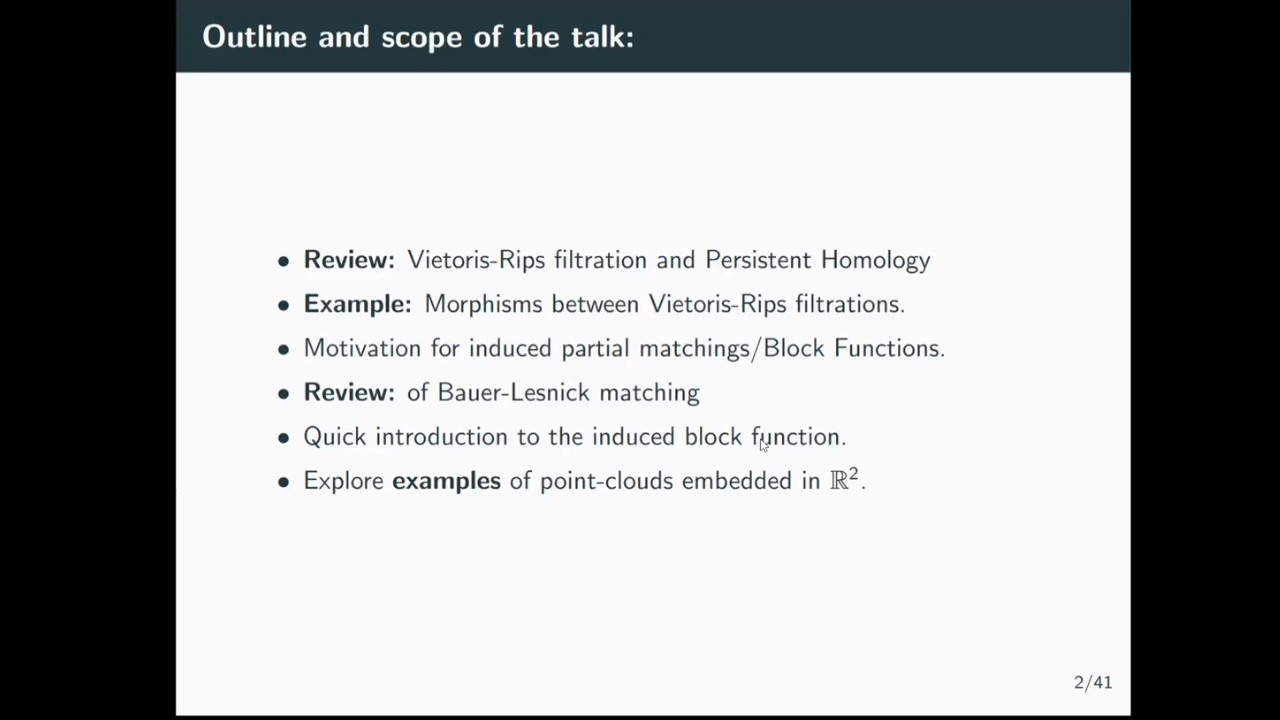 Outline and scope of the talk:
• Review: Vietoris-Rips filtration and Persistent Homology
• Example: Morphisms between Vietoris-Rips filtrations.
• Motivation for induced partial matchings/Block Functions.
• Review: of Bauer-Lesnick matching
• Quick introduction to the induced block function.
• Explore examples of point-clouds embedded in ℝ².
2/41